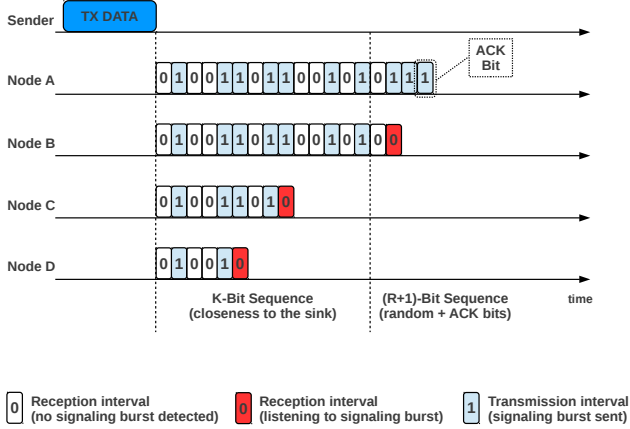 Sender
TX DATA
ACK
Bit
Node A
0 1 0 0 1 1 0 1 1 0 0 1 0 1 0 1 1 1
Node B
0 1 0 0 1 1 0 1 1 0 0 1 0 1 0 0
Node C
0 1 0 0 1 1 0 1 0
Node D
0 1 0 0 1 0
K-Bit Sequence
(closeness to the sink)
(R+1)-Bit Sequence
(random + ACK bits)
time
0
Reception interval
(no signaling burst detected)
0
Reception interval
(listening to signaling burst)
1
Transmission interval
(signaling burst sent)